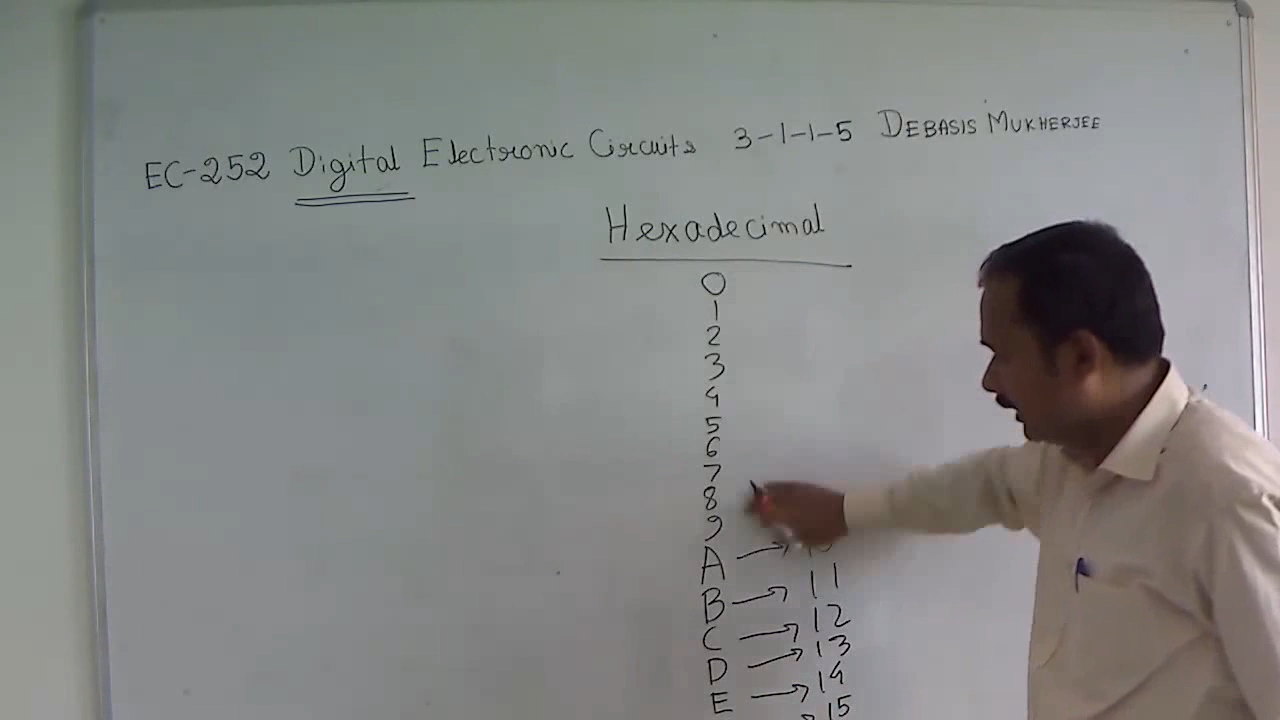 EC-252 Digital Electronic Circuits 3-1-1-5 DEBASIS MUKHERJEE
Hexadecimal
0
1
2
3
4
5
6
7
8
9
A →
B → 11
C → 12
D → 13
E → 14
15